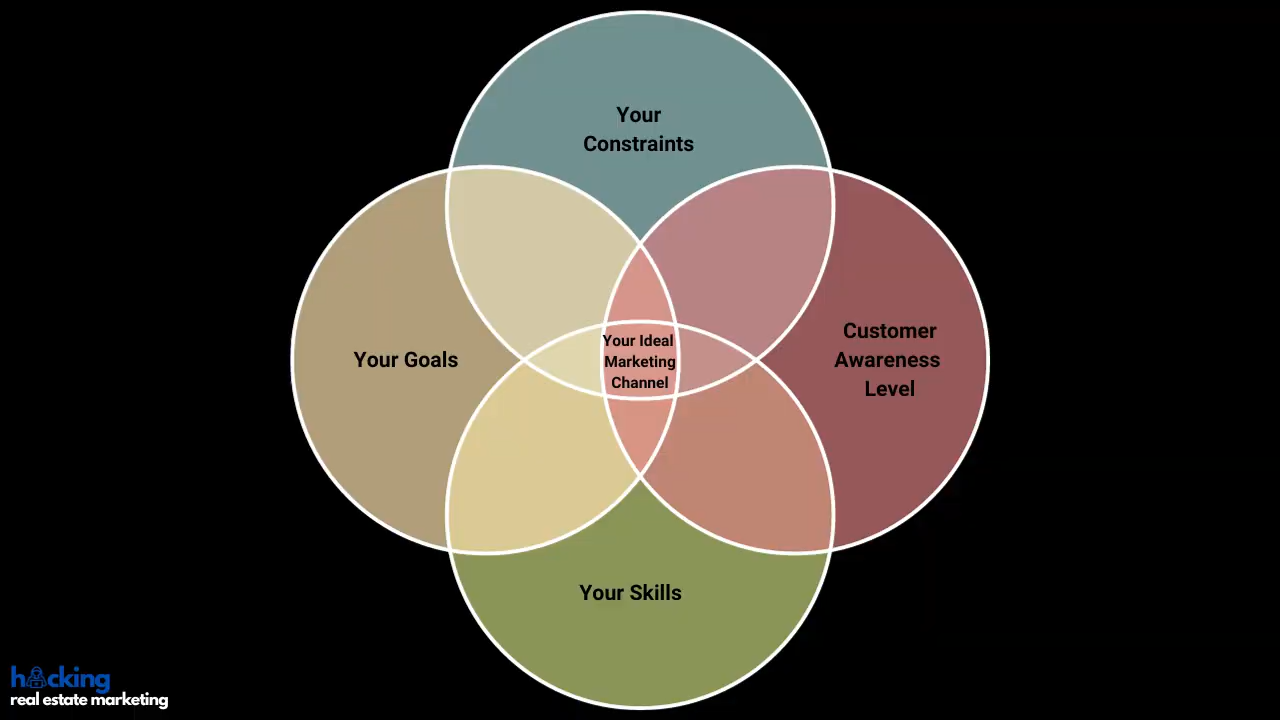 Your
Constraints
Customer
Awareness
Level
Your Goals
Your Ideal
Marketing
Channel
Your Skills
hacking
real estate marketing